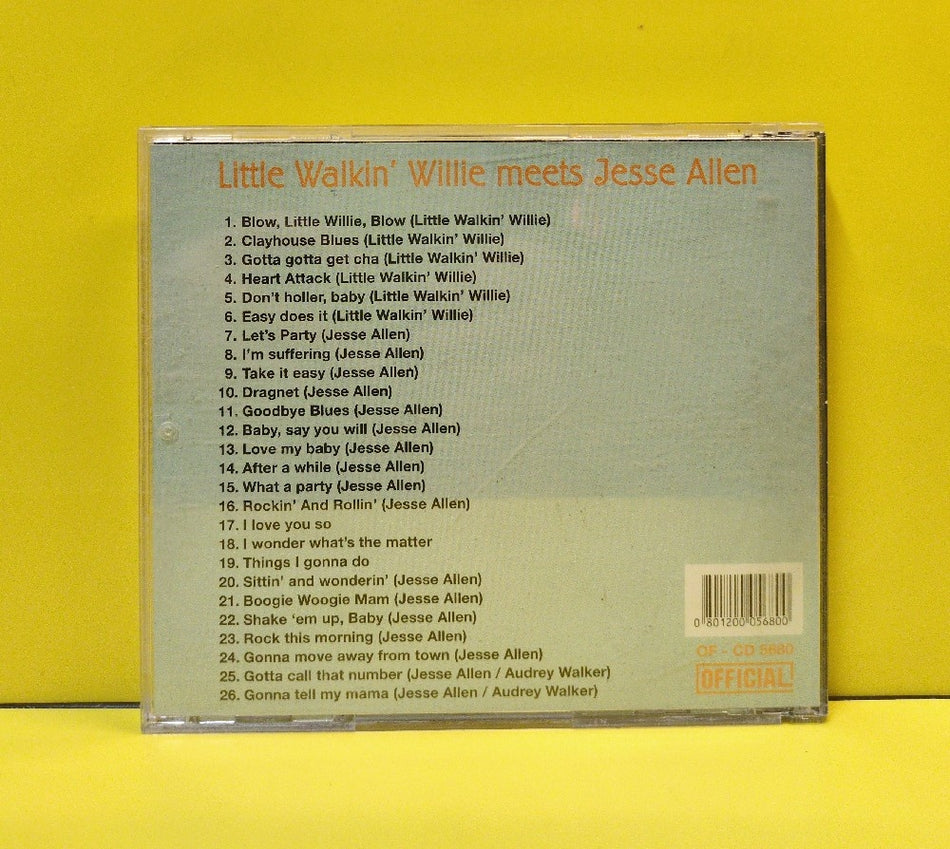 Little Walkin' Willie meets Jesse Allen
1. Blow, Little Willie, Blow (Little Walkin' Willie)
2. Clayhouse Blues (Little Walkin' Willie)
3. Gotta gotta get cha (Little Walkin' Willie)
4. Heart Attack (Little Walkin' Willie)
5. Don't holler, baby (Little Walkin' Willie)
6. Easy does it (Little Walkin' Willie)
7. Let's Party (Jesse Allen)
8. I'm suffering (Jesse Allen)
9. Take it easy (Jesse Allen)
10. Dragnet (Jesse Allen)
11. Goodbye Blues (Jesse Allen)
12. Baby, say you will (Jesse Allen)
13. Love my baby (Jesse Allen)
14. After a while (Jesse Allen)
15. What a party (Jesse Allen)
16. Rockin' And Rollin' (Jesse Allen)
17. I love you so
18. I wonder what's the matter
19. Things I gonna do
20. Sittin' and wonderin' (Jesse Allen)
21. Boogie Woogie Mam (Jesse Allen)
22. Shake 'em up, Baby (Jesse Allen)
23. Rock this morning (Jesse Allen)
24. Gonna move away from town (Jesse Allen)
25. Gotta call that number (Jesse Allen / Audrey Walker)
26. Gonna tell my mama (Jesse Allen / Audrey Walker)
0 801200 056800
OF - CD 5680
OFFICIAL!